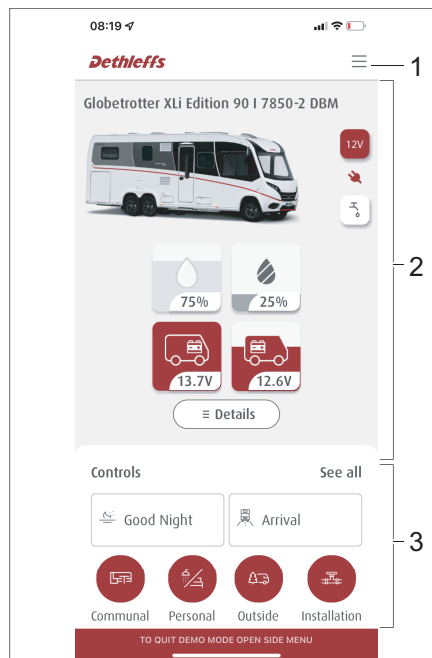 08:19
Dethleffs
1
Globetrotter XLi Edition 90 I 7850-2 DBM
12V
2
75%
25%
13.7V
12.6V
Details
Controls
See all
Good Night
Arrival
3
Communal
Personal
Outside
Installation
TO QUIT DEMO MODE OPEN SIDE MENU